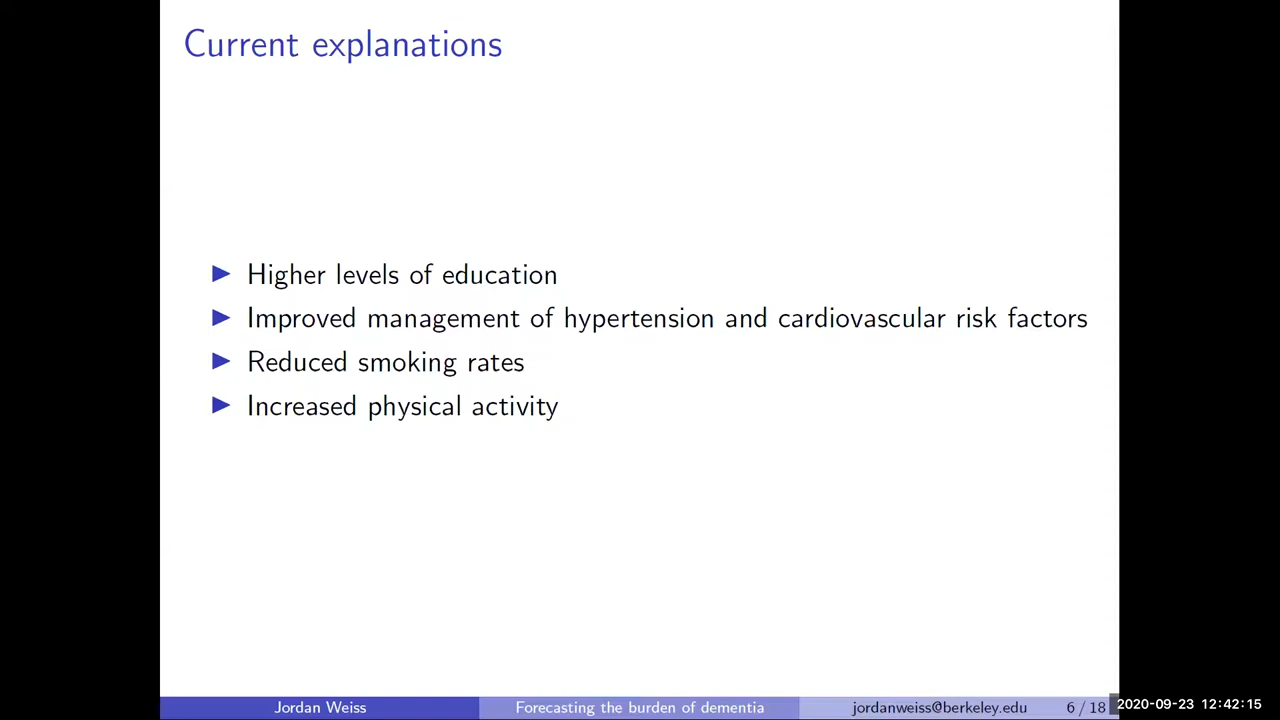 Current explanations
Higher levels of education
Improved management of hypertension and cardiovascular risk factors
Reduced smoking rates
Increased physical activity
Jordan Weiss
Forecasting the burden of dementia
jordanweiss@berkeley.edu
6 / 18
2020-09-23 12:42:15